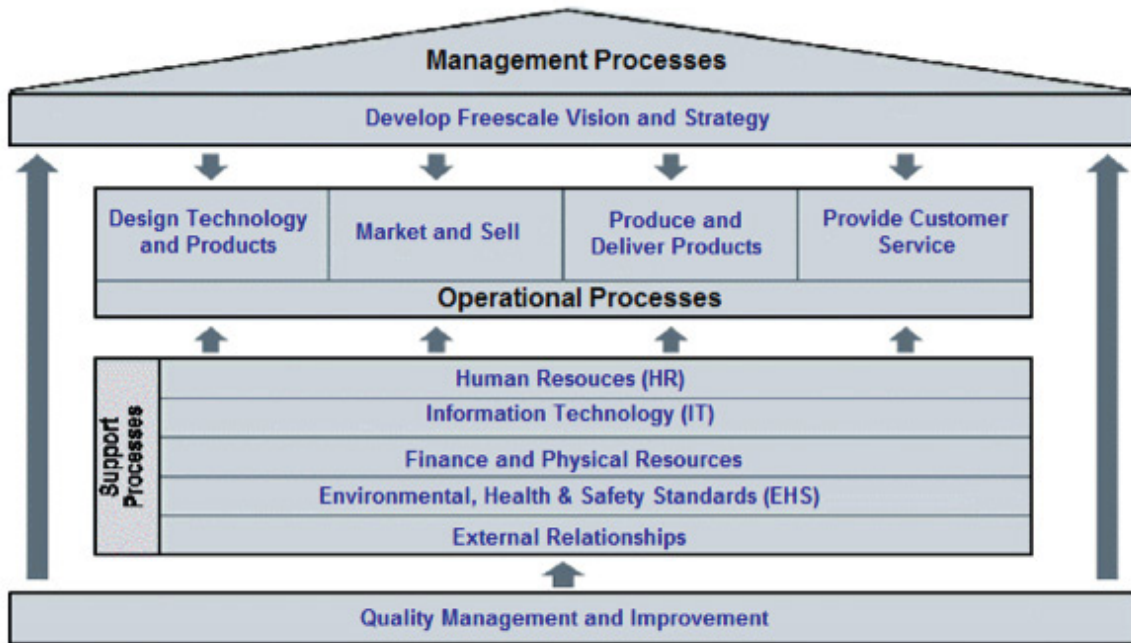 Management Processes
Develop Freescale Vision and Strategy
Design Technology
and Products
Market and Sell
Produce and
Deliver Products
Provide Customer
Service
Operational Processes
Support
Processes
Human Resouces (HR)
Information Technology (IT)
Finance and Physical Resources
Environmental, Health & Safety Standards (EHS)
External Relationships
Quality Management and Improvement